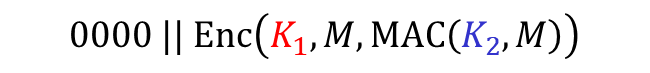 0000 || Enc(K₁, M, MAC(K₂, M))